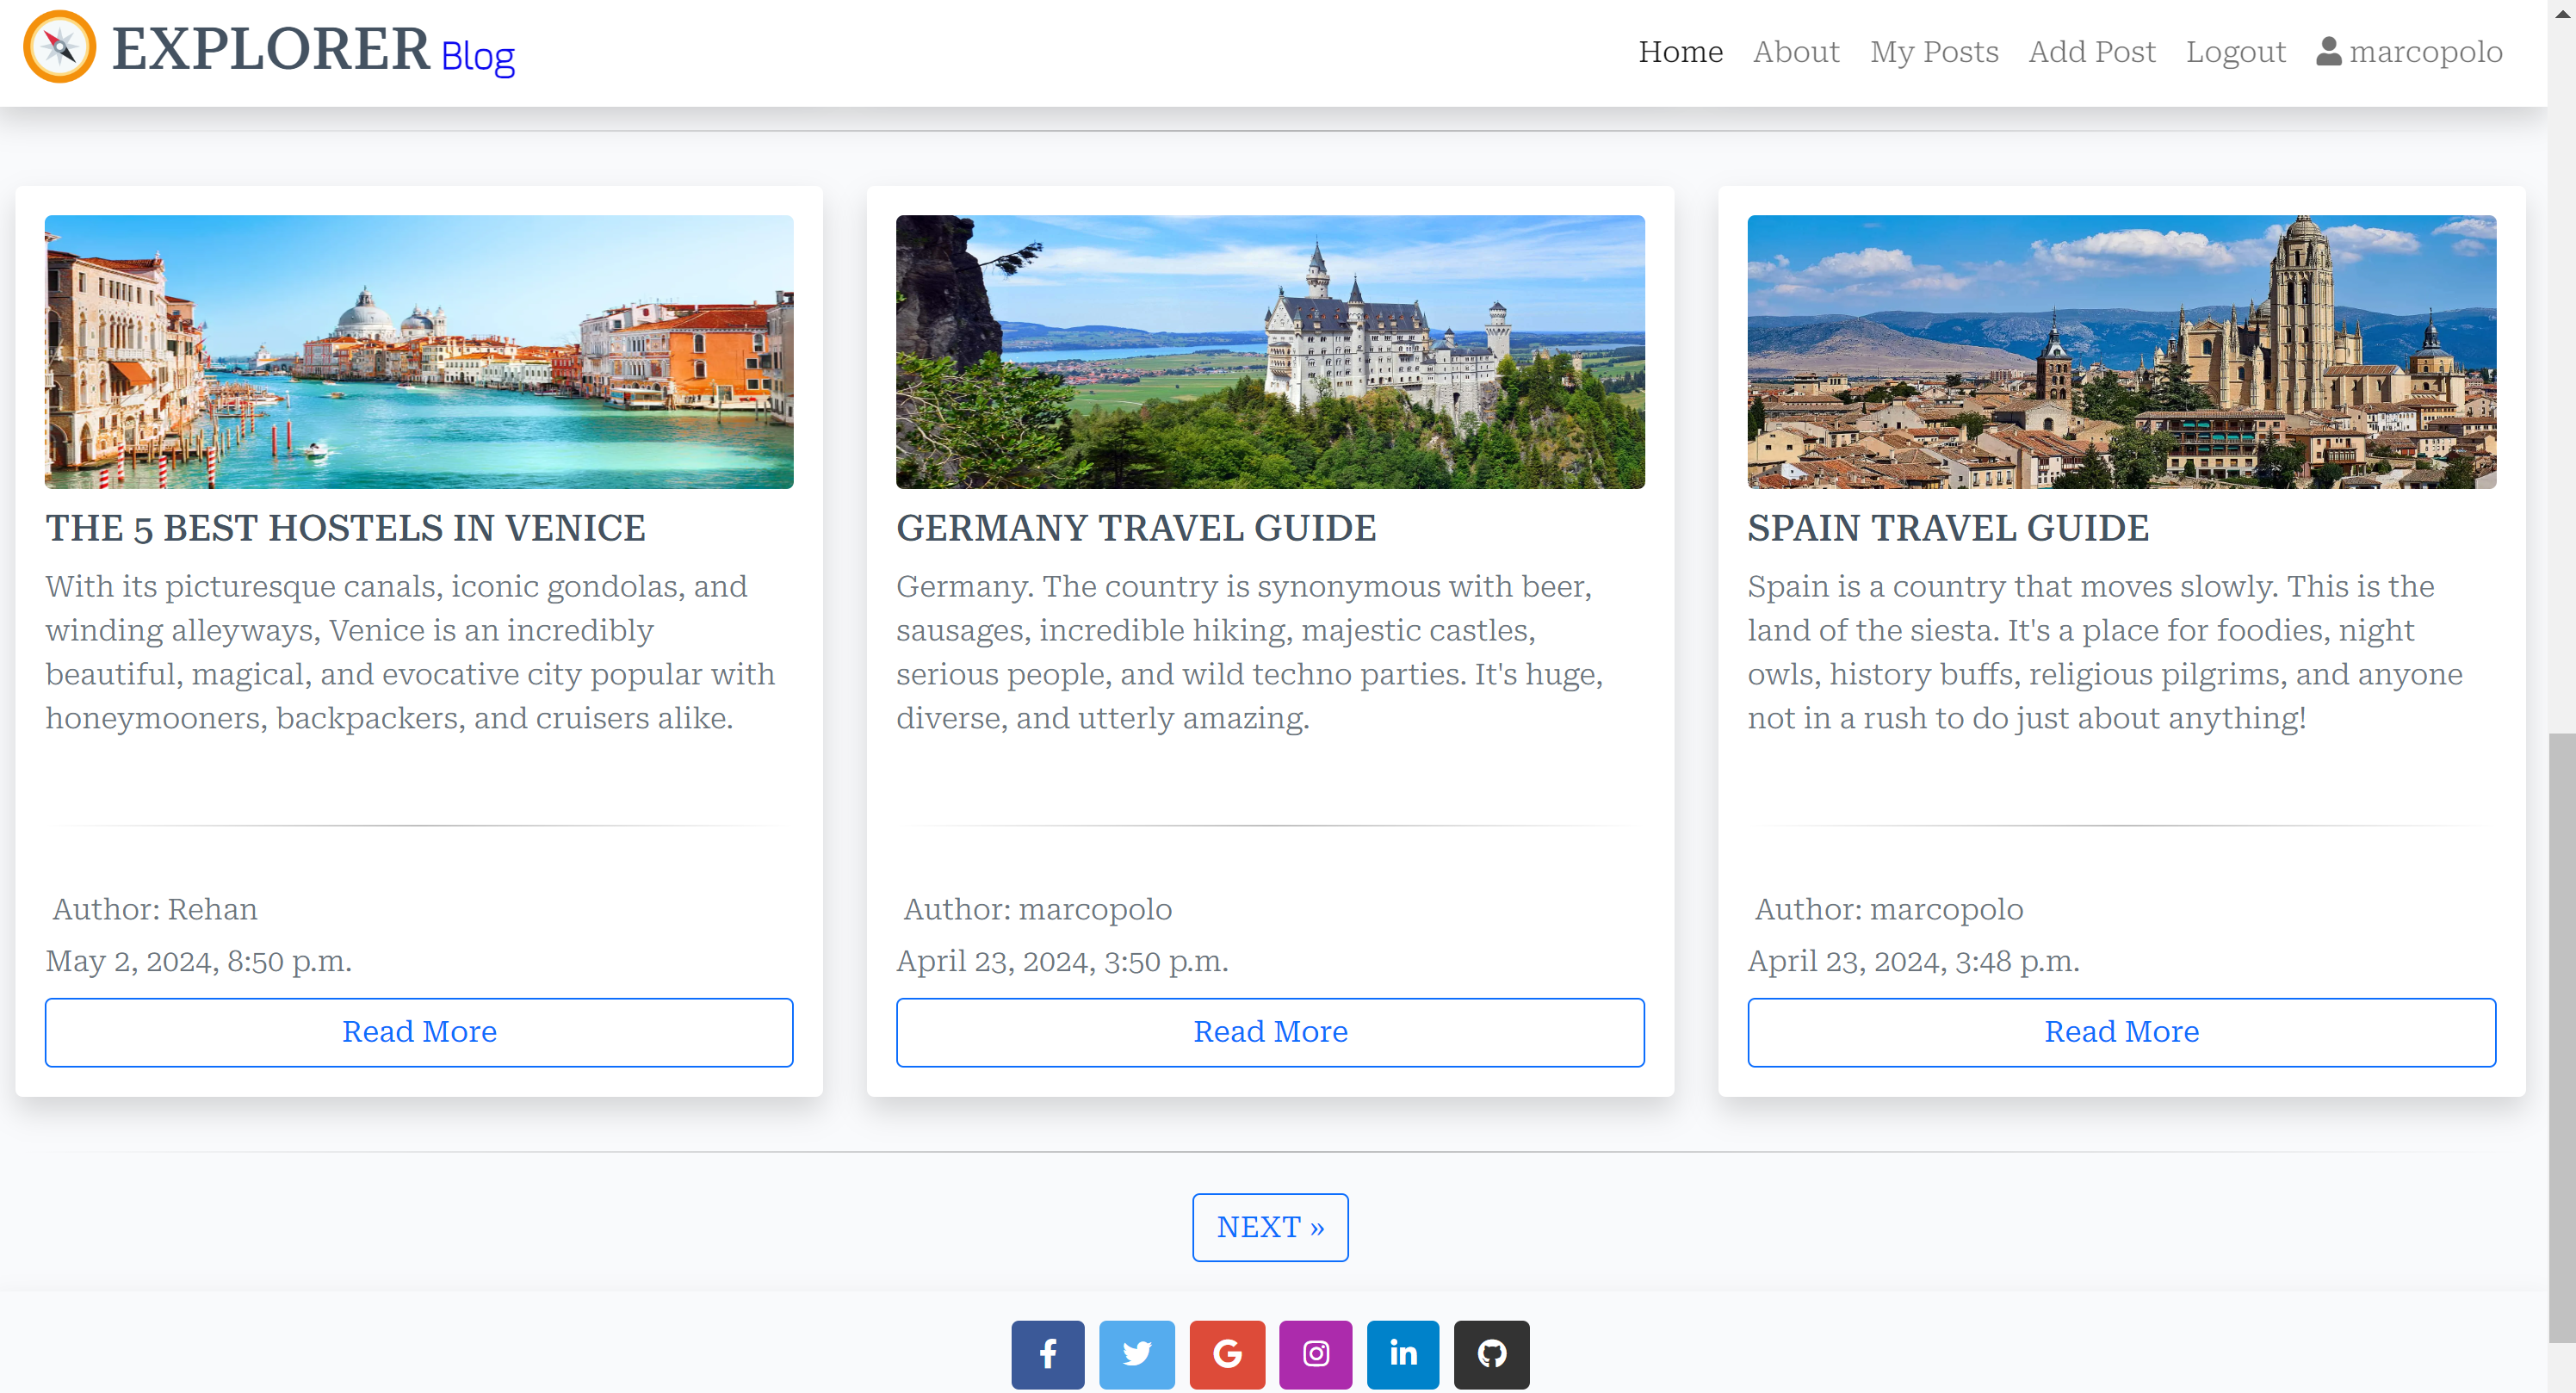 EXPLORER Blog
Home About My Posts Add Post Logout marcopolo
THE 5 BEST HOSTELS IN VENICE
With its picturesque canals, iconic gondolas, and
winding alleyways, Venice is an incredibly
beautiful, magical, and evocative city popular with
honeymooners, backpackers, and cruisers alike.
Author: Rehan
May 2, 2024, 8:50 p.m.
Read More
GERMANY TRAVEL GUIDE
Germany. The country is synonymous with beer,
sausages, incredible hiking, majestic castles,
serious people, and wild techno parties. It's huge,
diverse, and utterly amazing.
Author: marcopolo
April 23, 2024, 3:50 p.m.
Read More
SPAIN TRAVEL GUIDE
Spain is a country that moves slowly. This is the
land of the siesta. It's a place for foodies, night
owls, history buffs, religious pilgrims, and anyone
not in a rush to do just about anything!
Author: marcopolo
April 23, 2024, 3:48 p.m.
Read More
NEXT »